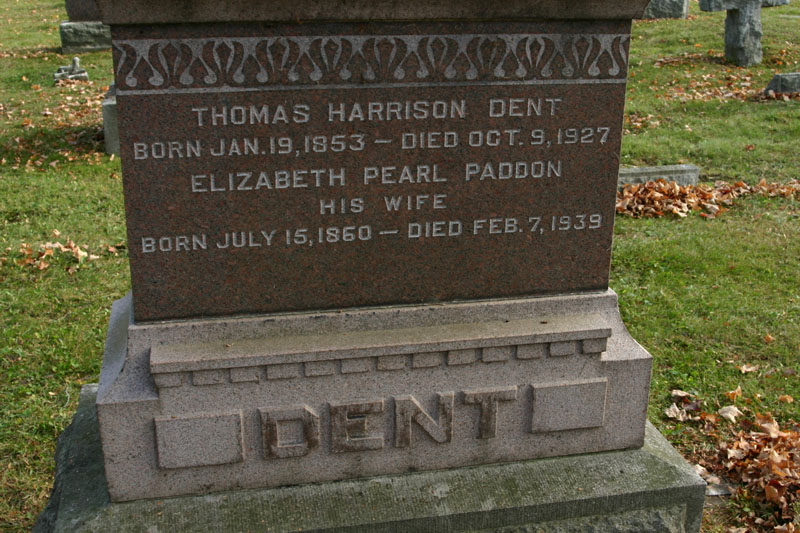 THOMAS HARRISON DENT
BORN JAN. 19, 1853 — DIED OCT. 9, 1927
ELIZABETH PEARL PADDON
HIS WIFE
BORN JULY 15, 1860 — DIED FEB. 7, 1939
DENT